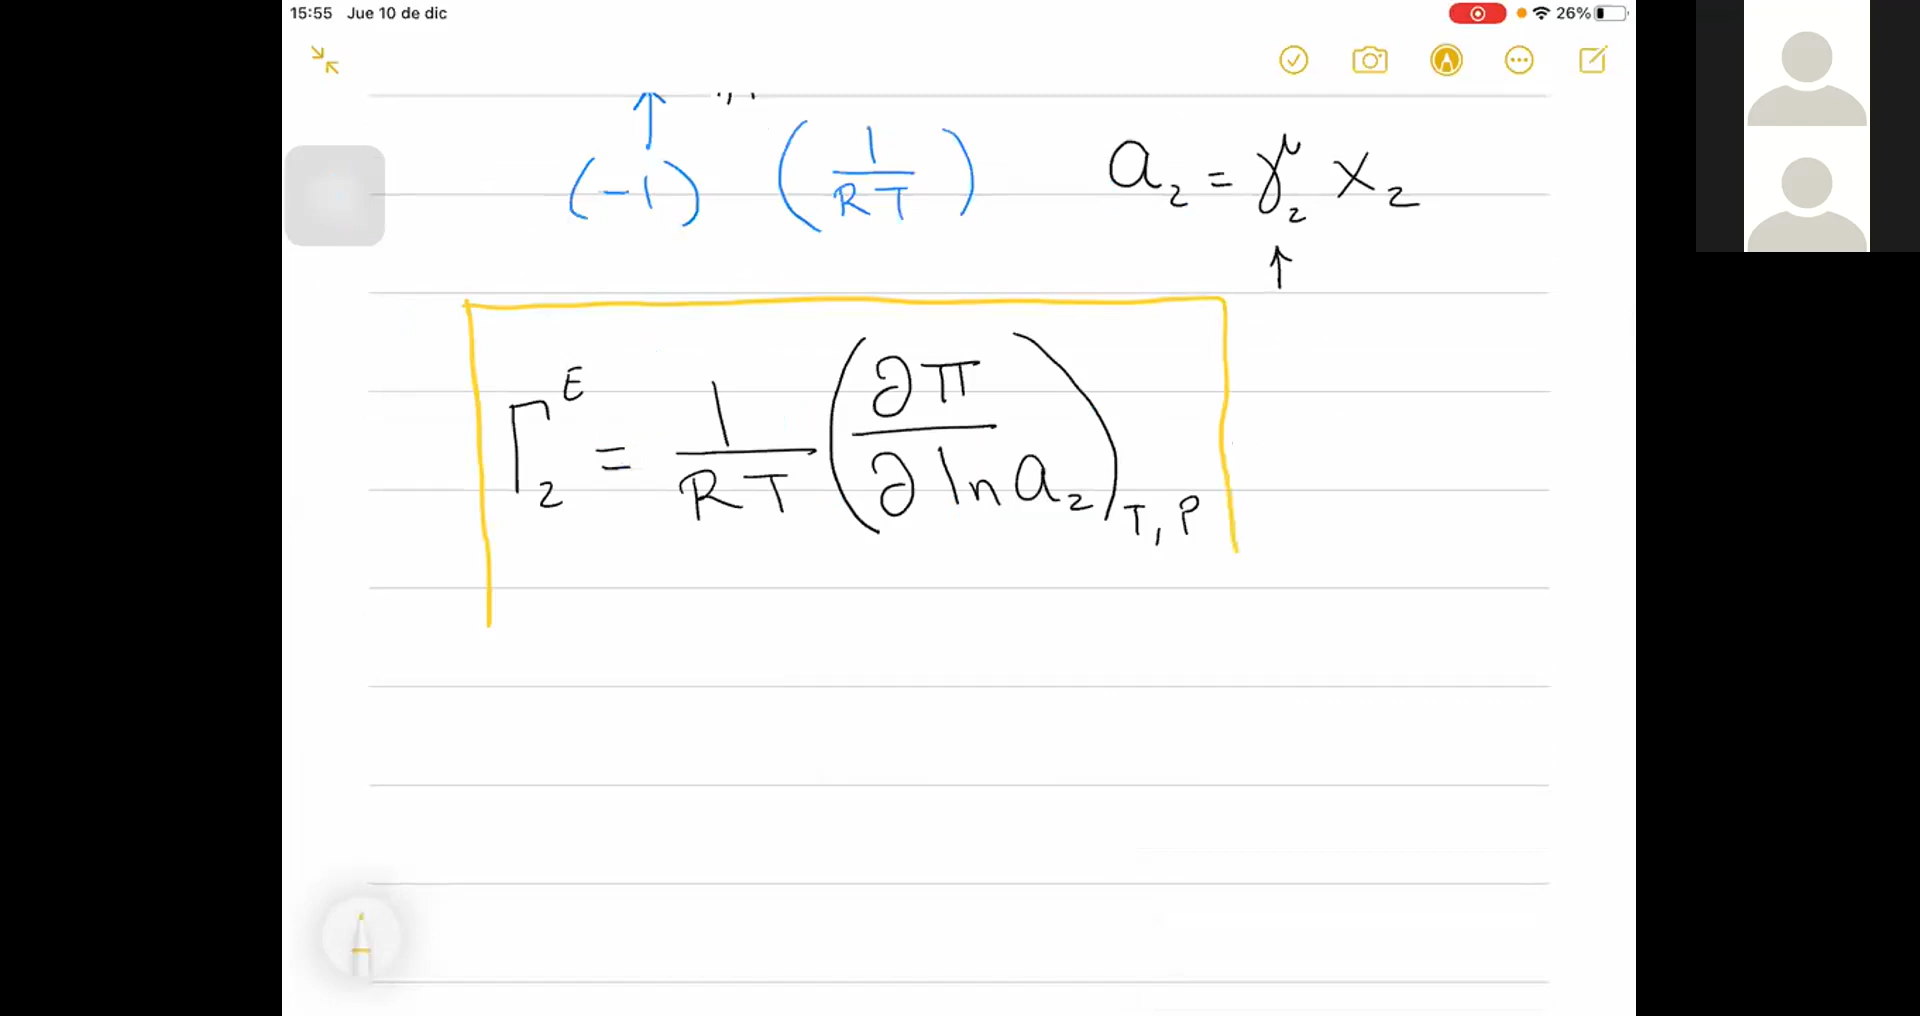 15:55 Jue 10 de dic 26%
(-1) (1/RT) a₂ = γ₂^μ x₂
Γ₂^E = 1/RT (∂π/∂ ln a₂)_T,P